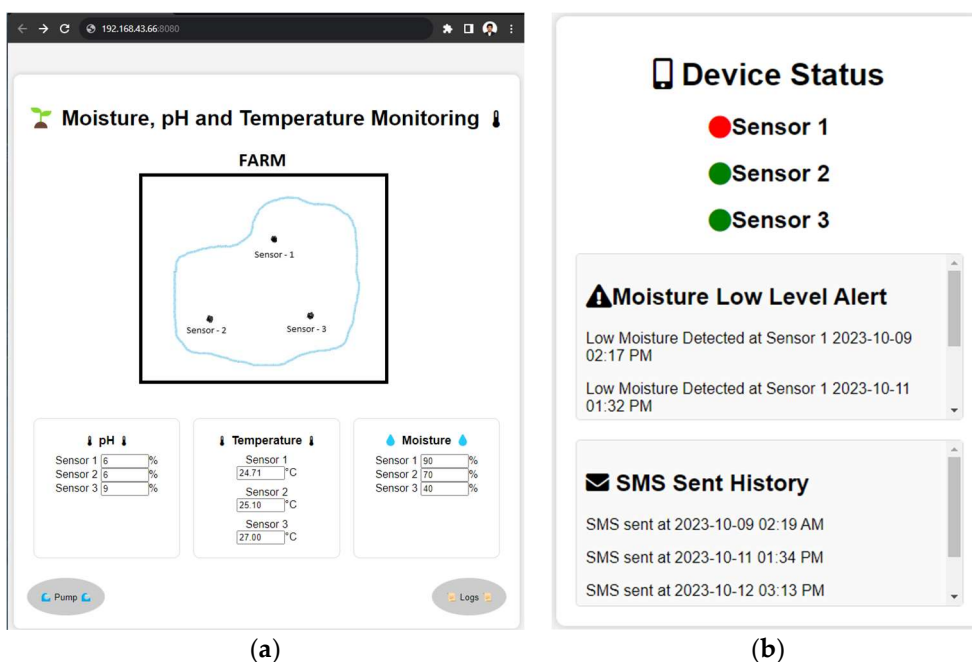 192.168.43.66:8080
Moisture, pH and Temperature Monitoring
FARM
Sensor - 1
Sensor - 2
Sensor - 3
pH
Sensor 1 6 %
Sensor 2 6 %
Sensor 3 9 %
Temperature
Sensor 1
24.71 °C
Sensor 2
25.10 °C
Sensor 3
27.00 °C
Moisture
Sensor 1 90 %
Sensor 2 70 %
Sensor 3 40 %
Pump
Logs
(a)
Device Status
Sensor 1
Sensor 2
Sensor 3
Moisture Low Level Alert
Low Moisture Detected at Sensor 1 2023-10-09
02:17 PM
Low Moisture Detected at Sensor 1 2023-10-11
01:32 PM
SMS Sent History
SMS sent at 2023-10-09 02:19 AM
SMS sent at 2023-10-11 01:34 PM
SMS sent at 2023-10-12 03:13 PM
(b)